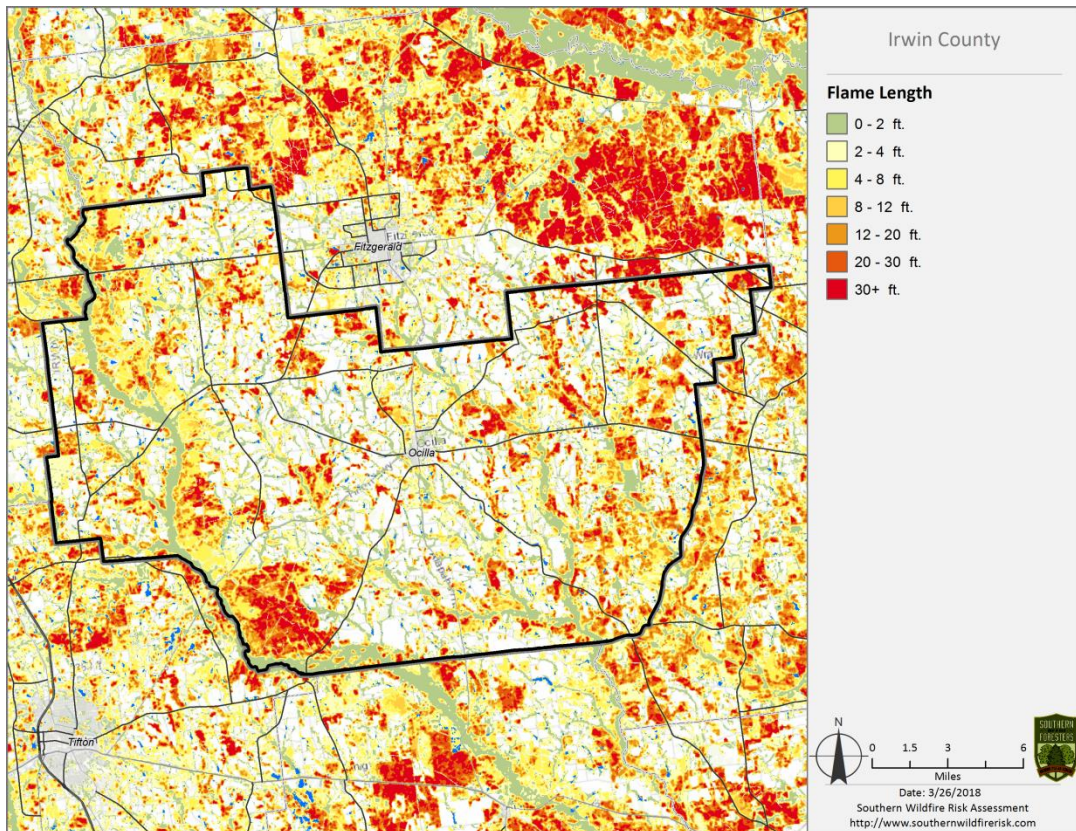 Irwin County
Flame Length
0 - 2 ft.
2 - 4 ft.
4 - 8 ft.
8 - 12 ft.
12 - 20 ft.
20 - 30 ft.
30+ ft.
Fitzgerald
Ocilla
Tifton
N
0 1.5 3 6
Miles
Date: 3/26/2018
Southern Wildfire Risk Assessment
http://www.southernwildfirerisk.com
SOUTHERN
FORESTERS